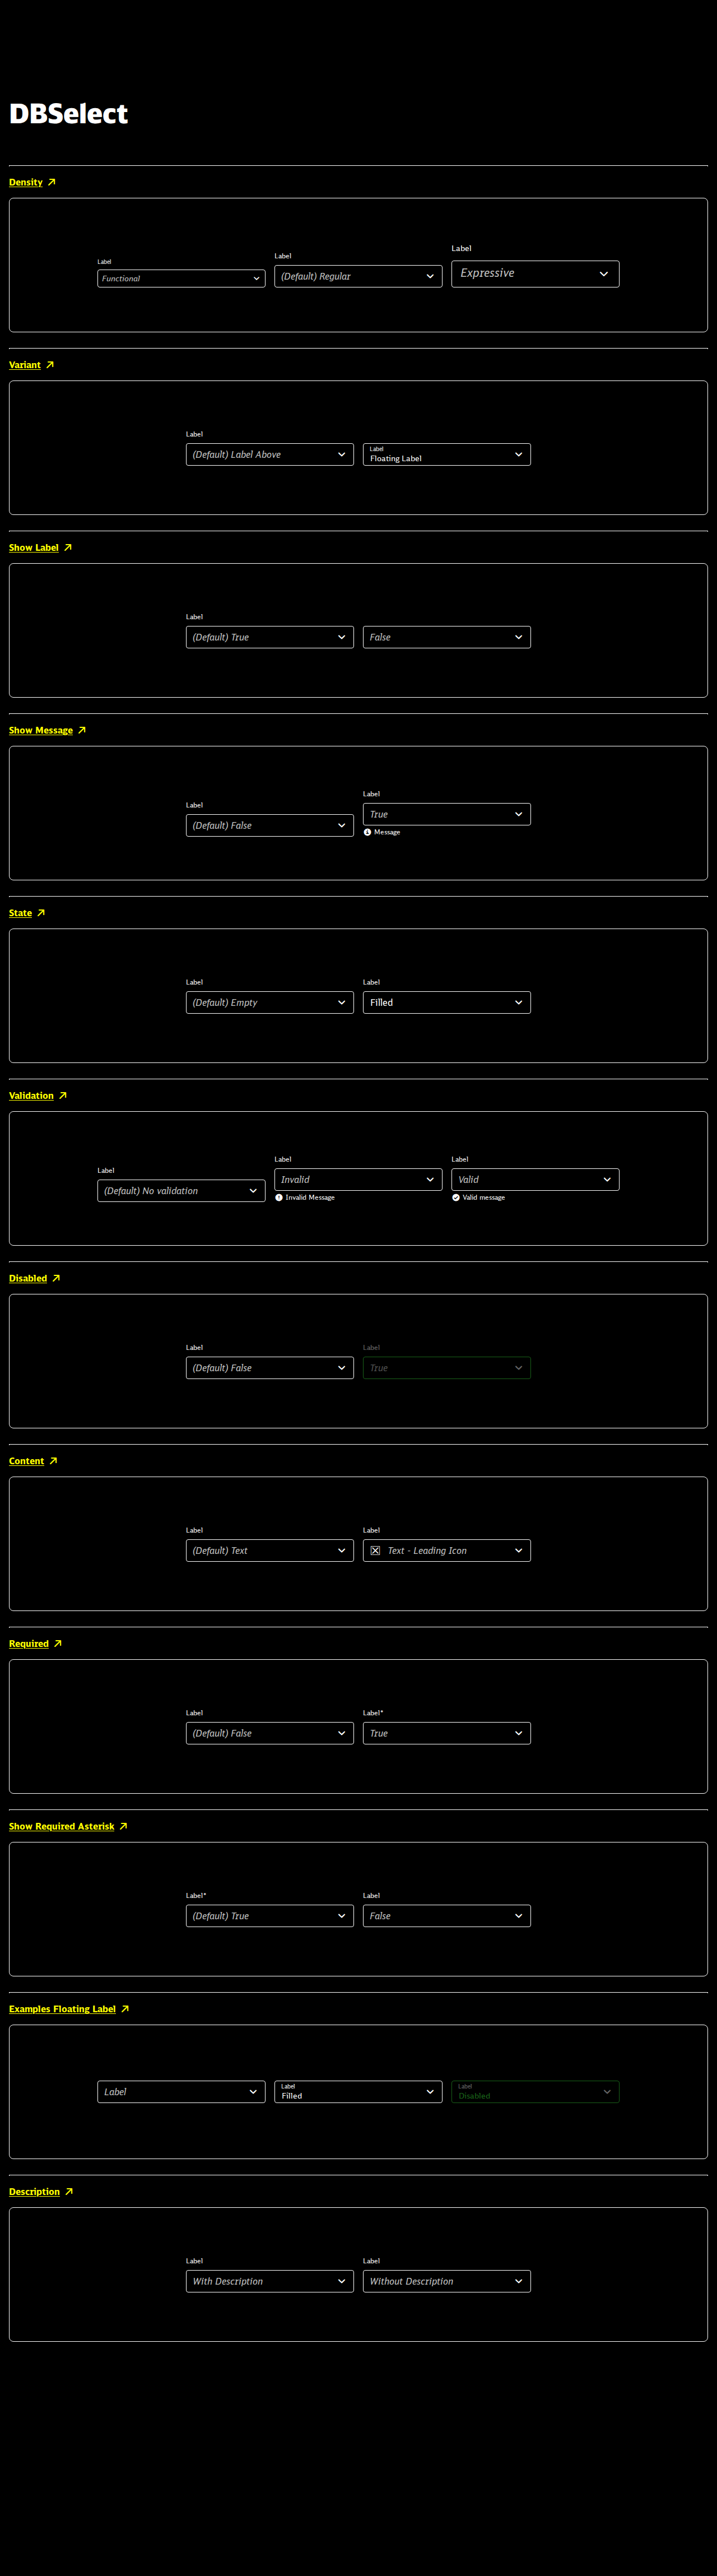 DBSelect
Density
Label
Label
Label
Functional
(Default) Regular
Expressive
Variant
Label
(Default) Label Above
Label
Floating Label
Show Label
Label
(Default) True
False
Show Message
Label
(Default) False
Label
True
Message
State
Label
Label
(Default) Empty
Filled
Validation
Label
(Default) No validation
Label
Invalid
Invalid Message
Label
Valid
Valid message
Disabled
Label
Label
(Default) False
True
Content
Label
Label
(Default) Text
Text - Leading Icon
Required
Label
Label*
(Default) False
True
Show Required Asterisk
Label*
Label
(Default) True
False
Examples Floating Label
Label
Label
Filled
Label
Disabled
Description
Label
Label
With Description
Without Description